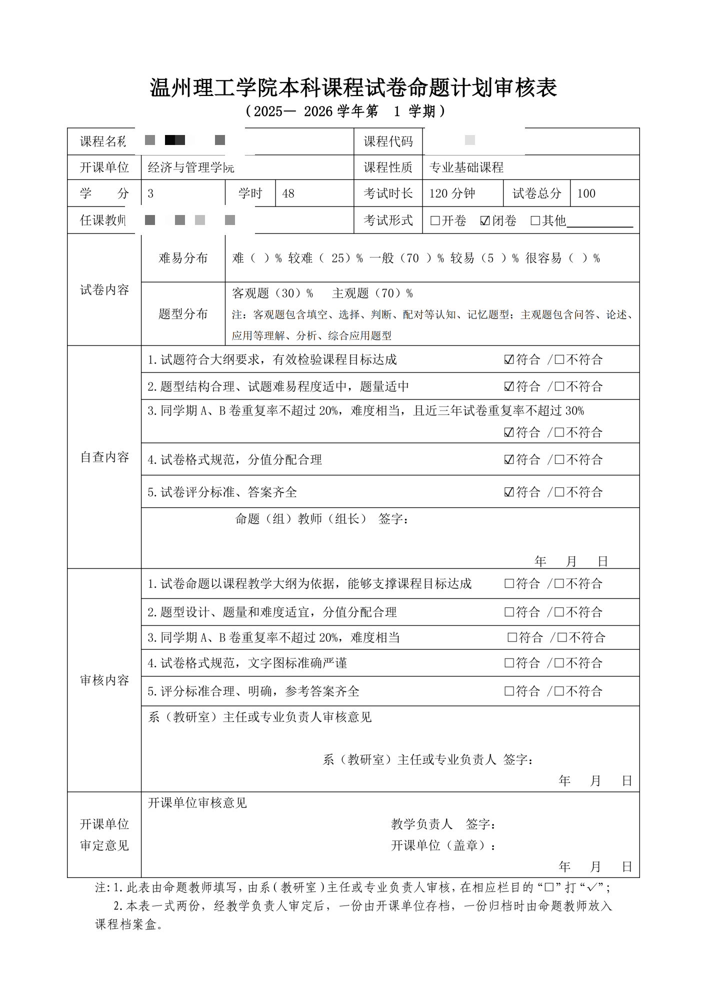 温州理工学院本科课程试卷命题计划审核表
（2025— 2026学年第 1 学期）
课程名称 课程代码
开课单位 经济与管理学院 课程性质 专业基础课程
学 分 3 学时 48 考试时长 120 分钟 试卷总分 100
任课教师 考试形式 □开卷 ☑闭卷 □其他
试卷内容
难易分布 难（ ）% 较难（ 25）% 一般（70 ）% 较易（5 ）% 很容易（ ）%
题型分布
客观题（30）% 主观题（70）%
注：客观题包含填空、选择、判断、配对等认知、记忆题型；主观题包含问答、论述、
应用等理解、分析、综合应用题型
自查内容
1.试题符合大纲要求，有效检验课程目标达成 ☑符合 /□不符合
2.题型结构合理、试题难易程度适中，题量适中 ☑符合 /□不符合
3.同学期 A、B 卷重复率不超过 20%，难度相当，且近三年试卷重复率不超过 30%
☑符合 /□不符合
4.试卷格式规范，分值分配合理 ☑符合 /□不符合
5.试卷评分标准、答案齐全 ☑符合 /□不符合
命题（组）教师（组长） 签字：
年 月 日
审核内容
1.试卷命题以课程教学大纲为依据，能够支撑课程目标达成 □符合 /□不符合
2.题型设计、题量和难度适宜，分值分配合理 □符合 /□不符合
3.同学期 A、B 卷重复率不超过 20%，难度相当 □符合 /□不符合
4.试卷格式规范，文字图标准确严谨 □符合 /□不符合
5.评分标准合理、明确，参考答案齐全 □符合 /□不符合
系（教研室）主任或专业负责人审核意见
系（教研室）主任或专业负责人 签字：
年 月 日
开课单位
审定意见
开课单位审核意见
教学负责人 签字：
开课单位（盖章）：
年 月 日
注：1.此表由命题教师填写，由系（教研室）主任或专业负责人审核，在相应栏目的“□”打“✓”；
2.本表一式两份，经教学负责人审定后，一份由开课单位存档，一份归档时由命题教师放入
课程档案盒。